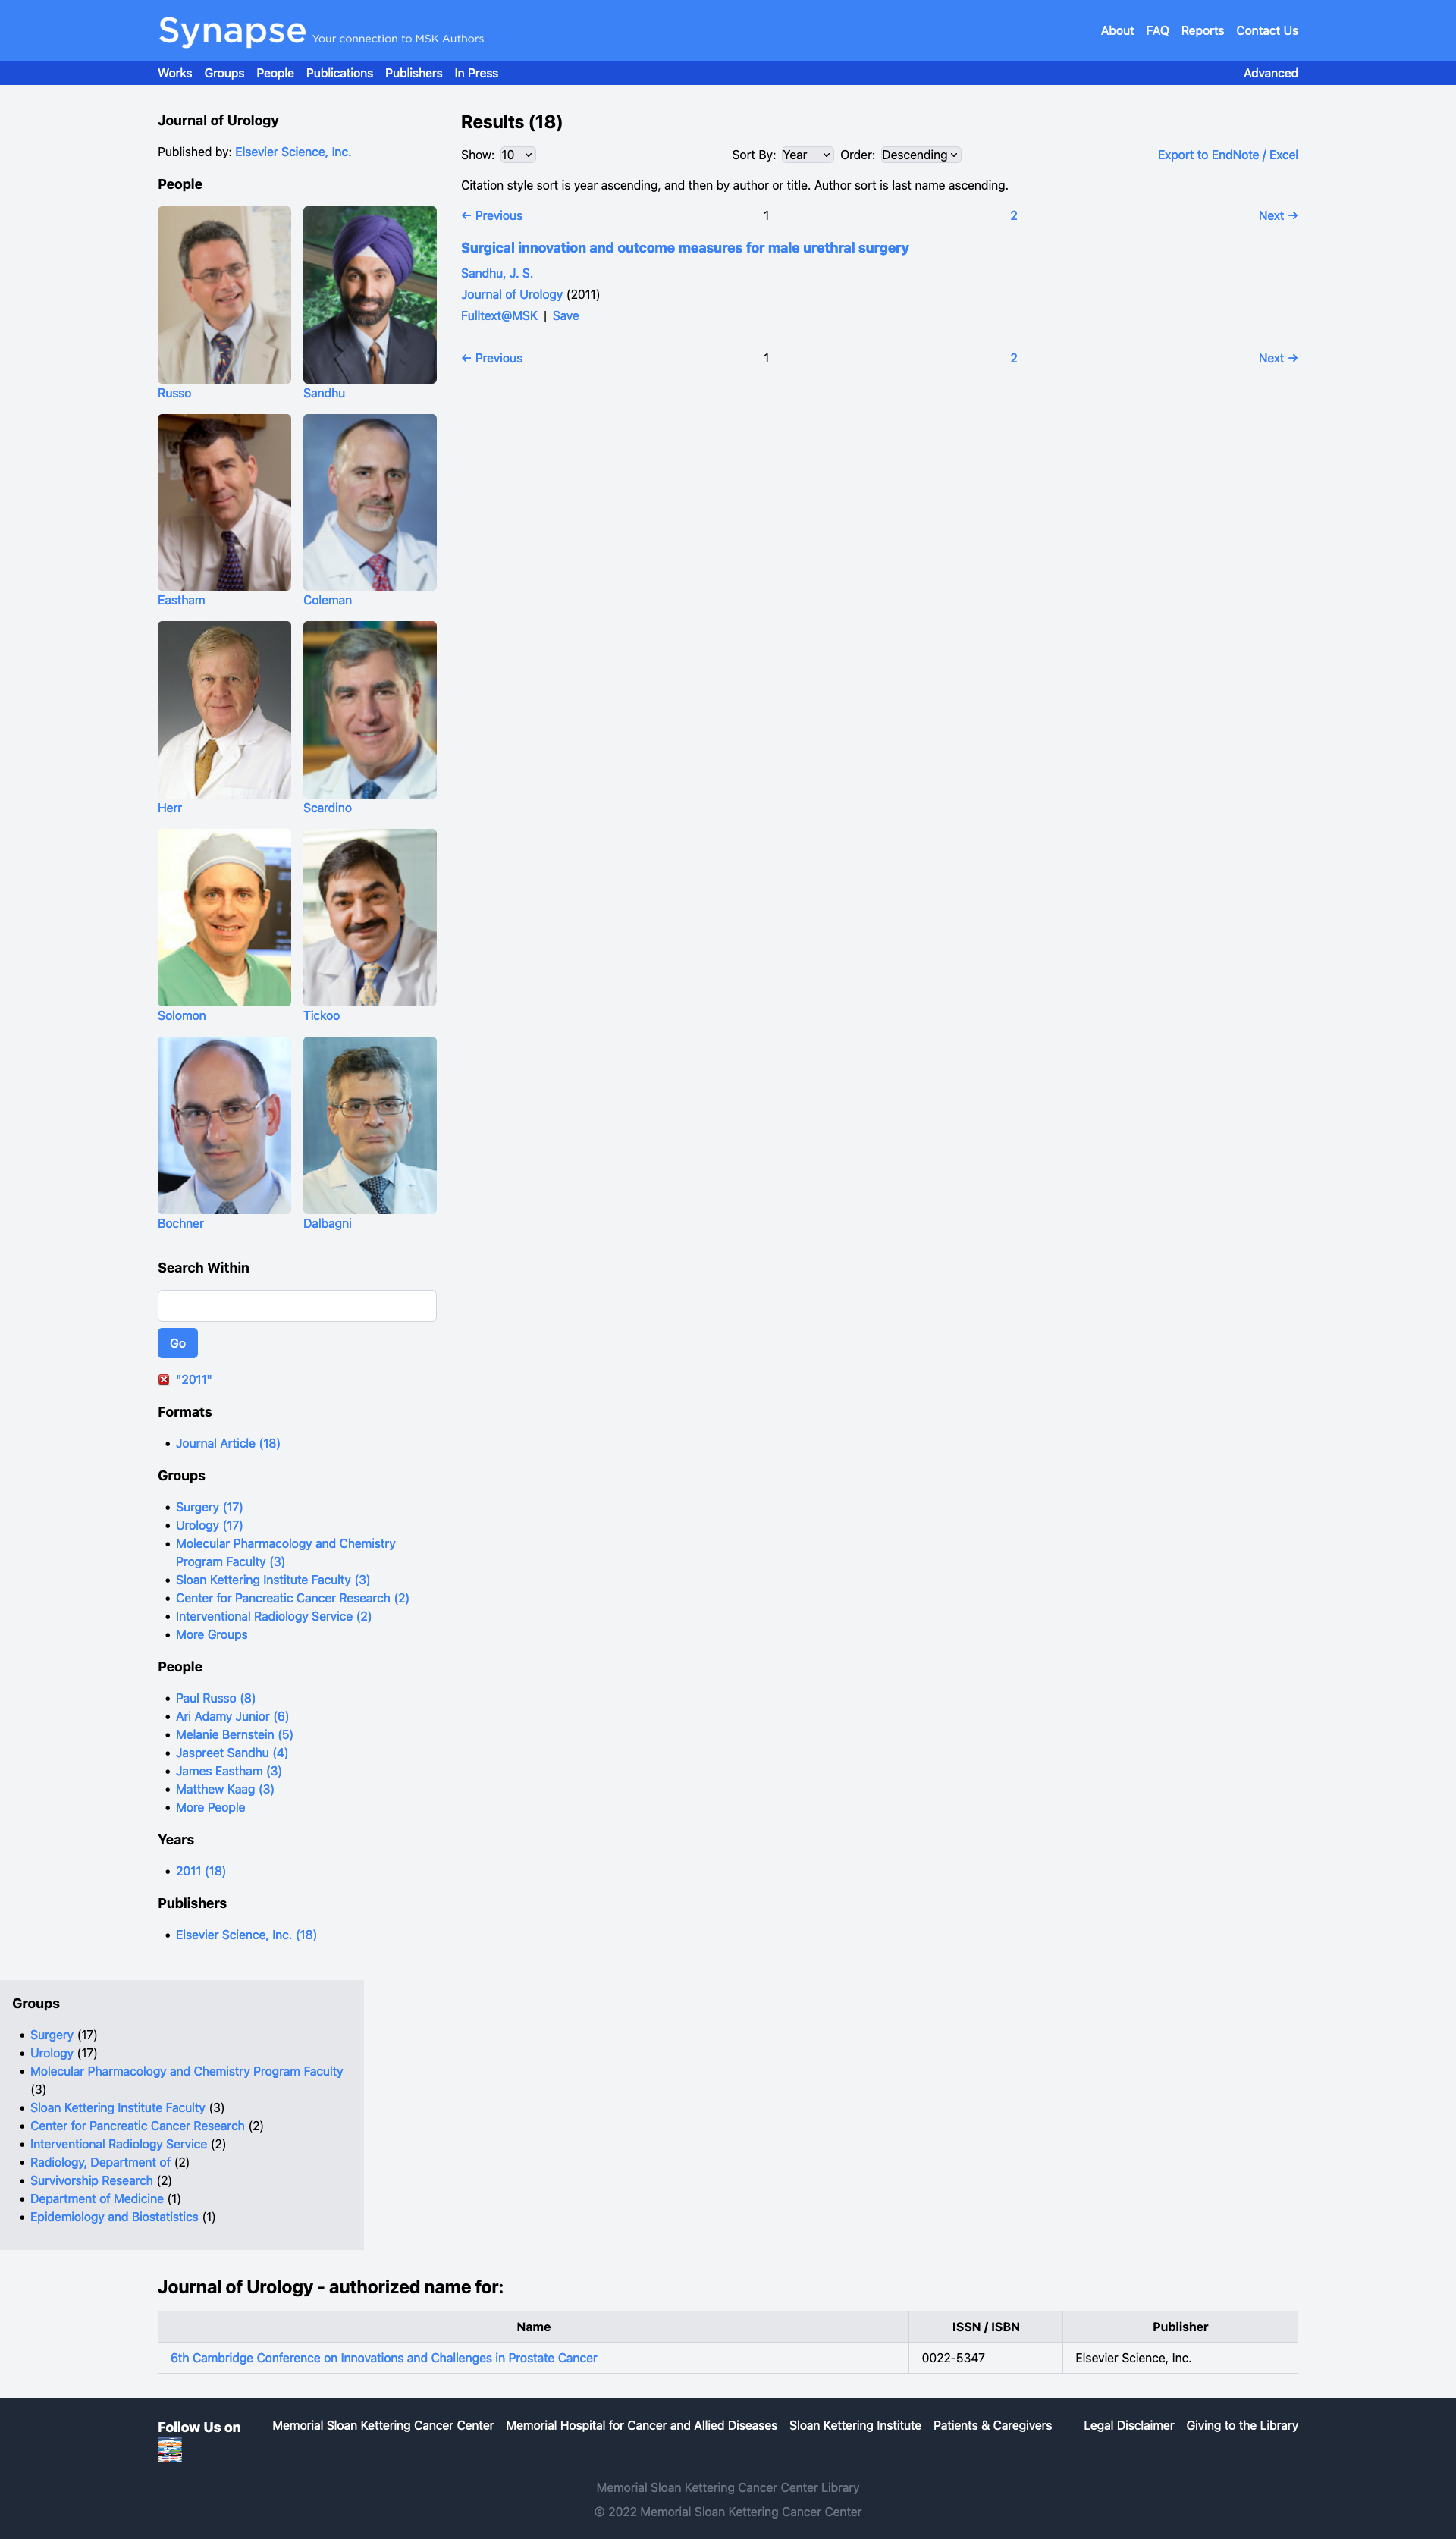 Synapse Your connection to MSK Authors
About FAQ Reports Contact Us
Works Groups People Publications Publishers In Press Advanced
Journal of Urology
Published by: Elsevier Science, Inc.
People
Russo Sandhu
Eastham Coleman
Herr Scardino
Solomon Tickoo
Bochner Dalbagni
Search Within
Go
"2011"
Formats
Journal Article (18)
Groups
Surgery (17)
Urology (17)
Molecular Pharmacology and Chemistry
Program Faculty (3)
Sloan Kettering Institute Faculty (3)
Center for Pancreatic Cancer Research (2)
Interventional Radiology Service (2)
More Groups
People
Paul Russo (8)
Ari Adamy Junior (6)
Melanie Bernstein (5)
Jaspreet Sandhu (4)
James Eastham (3)
Matthew Kaag (3)
More People
Years
2011 (18)
Publishers
Elsevier Science, Inc. (18)
Results (18)
Show: 10 Sort By: Year Order: Descending Export to EndNote / Excel
Citation style sort is year ascending, and then by author or title. Author sort is last name ascending.
← Previous 1 2 Next →
Surgical innovation and outcome measures for male urethral surgery
Sandhu, J. S.
Journal of Urology (2011)
Fulltext@MSK | Save
← Previous 1 2 Next →
Groups
Surgery (17)
Urology (17)
Molecular Pharmacology and Chemistry Program Faculty
(3)
Sloan Kettering Institute Faculty (3)
Center for Pancreatic Cancer Research (2)
Interventional Radiology Service (2)
Radiology, Department of (2)
Survivorship Research (2)
Department of Medicine (1)
Epidemiology and Biostatistics (1)
Journal of Urology - authorized name for:
Name ISSN / ISBN Publisher
6th Cambridge Conference on Innovations and Challenges in Prostate Cancer 0022-5347 Elsevier Science, Inc.
Follow Us on Memorial Sloan Kettering Cancer Center Memorial Hospital for Cancer and Allied Diseases Sloan Kettering Institute Patients & Caregivers Legal Disclaimer Giving to the Library
Memorial Sloan Kettering Cancer Center Library
© 2022 Memorial Sloan Kettering Cancer Center